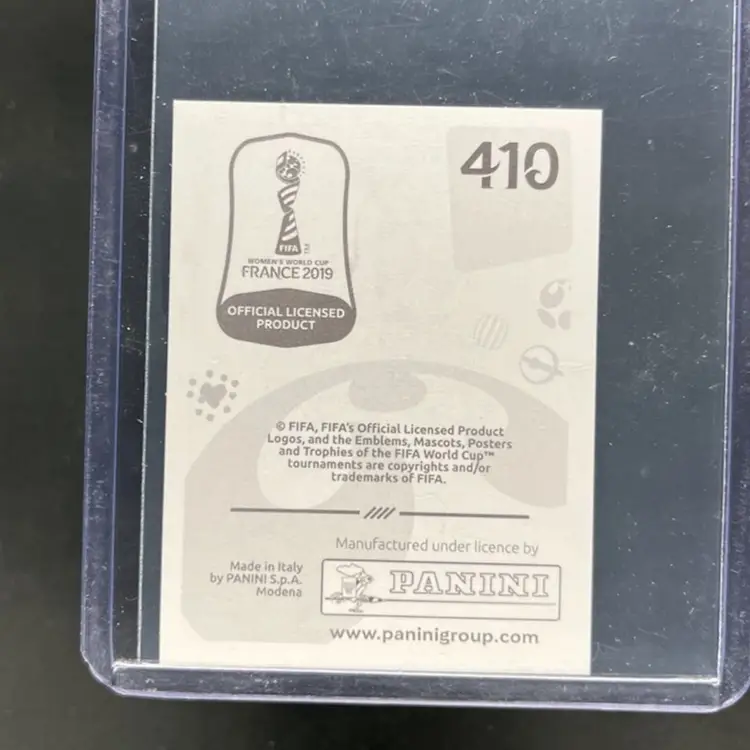 410
FIFA
TM
WOMEN'S WORLD CUP
FRANCE 2019
OFFICIAL LICENSED
PRODUCT
© FIFA, FIFA's Official Licensed Product
Logos, and the Emblems, Mascots, Posters
and Trophies of the FIFA World Cup™
tournaments are copyrights and/or
trademarks of FIFA.
Manufactured under licence by
Made in Italy
by PANINI S.p.A.
Modena
PANINI
www.paninigroup.com